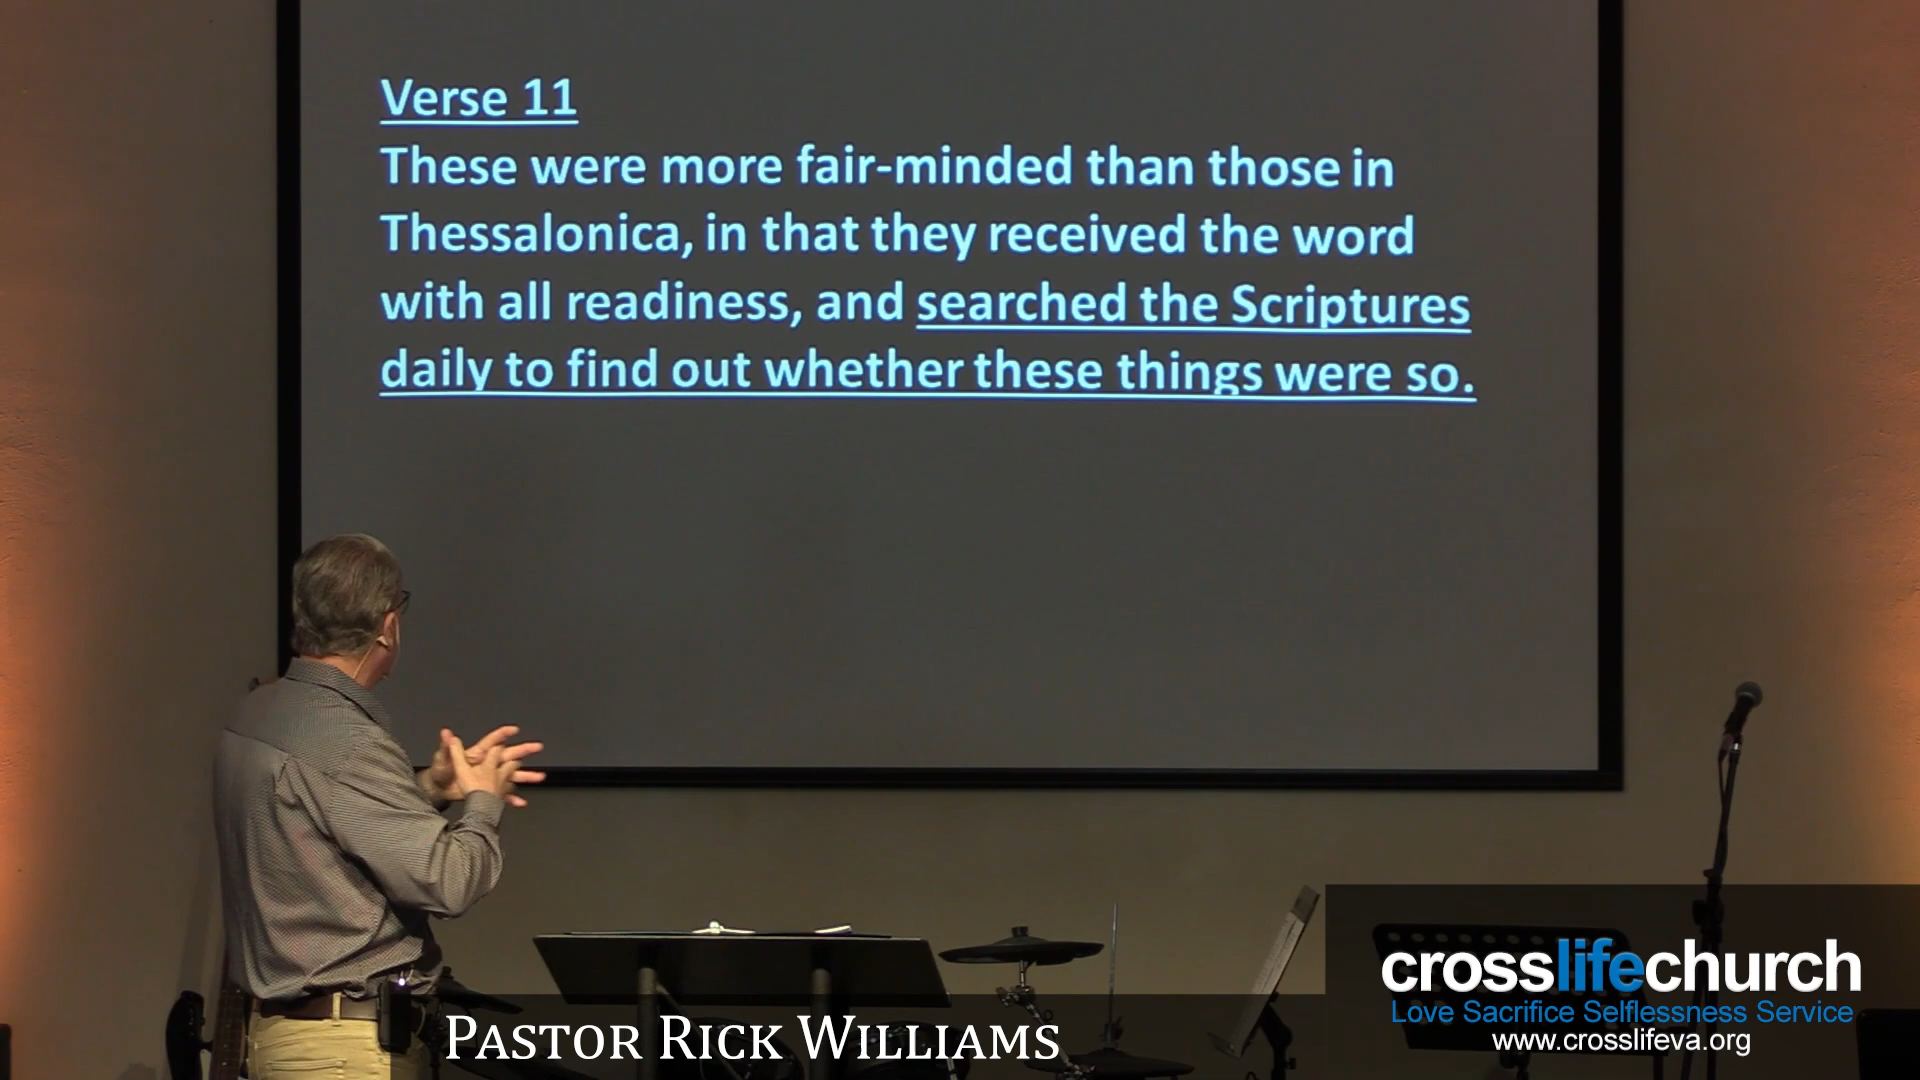 Verse 11
These were more fair-minded than those in
Thessalonica, in that they received the word
with all readiness, and searched the Scriptures
daily to find out whether these things were so.
PASTOR RICK WILLIAMS
crosslifechurch
Love Sacrifice Selflessness Service
www.crosslifeva.org